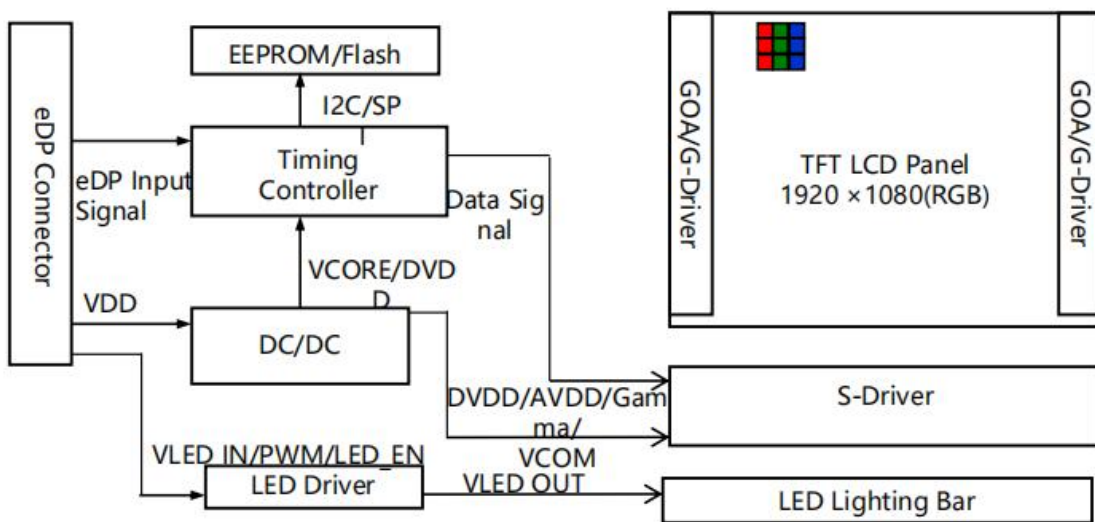 EEPROM/Flash
I2C/SP
I
eDP Connector
eDP Input
Signal
Timing
Controller
Data Sig
nal
VCORE/DVD
D
VDD
DC/DC
DVDD/AVDD/Gam
ma/
VCOM
VLED IN/PWM/LED_EN
LED Driver
VLED OUT
GOA/G-Driver
TFT LCD Panel
1920 ×1080(RGB)
GOA/G-Driver
S-Driver
LED Lighting Bar